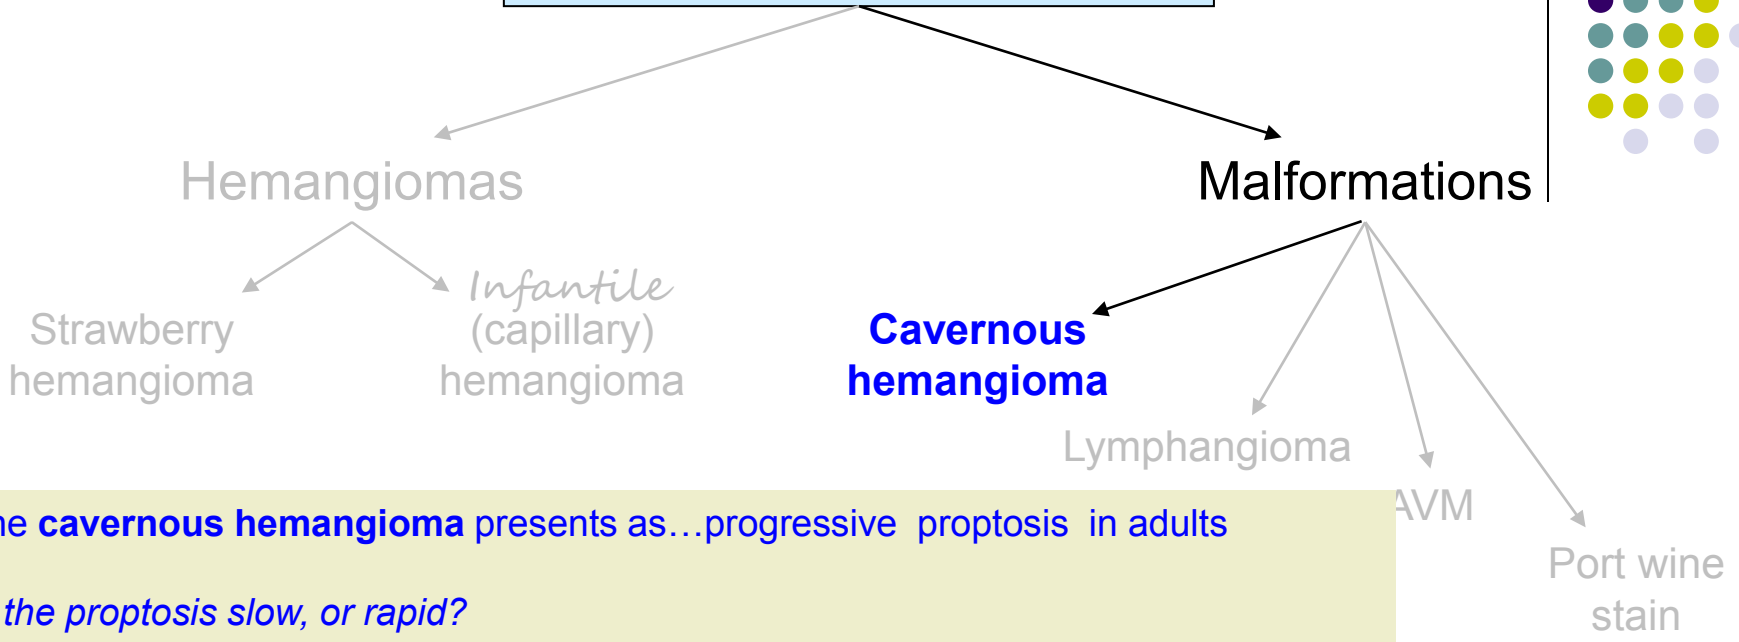 Hemangiomas
Malformations
Infantile
Strawberry
hemangioma
(capillary)
hemangioma
Cavernous
hemangioma
Lymphangioma
AVM
Port wine
stain
cavernous hemangioma presents as…progressive proptosis in adults
the proptosis slow, or rapid?